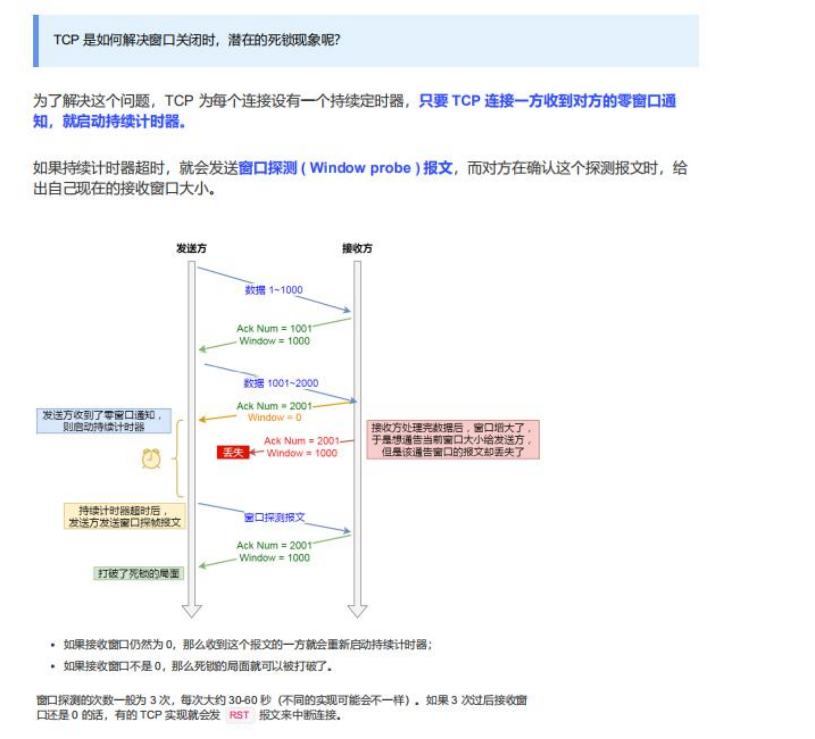 TCP 是如何解决窗口关闭时，潜在的死锁现象呢？
为了解决这个问题，TCP 为每个连接设有一个持续定时器，只要 TCP 连接一方收到对方的零窗口通
知，就启动持续计时器。
如果持续计时器超时，就会发送窗口探测 ( Window probe ) 报文，而对方在确认这个探测报文时，给
出自己现在的接收窗口大小。
发送方
接收方
数据 1~1000
Ack Num = 1001
Window = 1000
数据 1001~2000
Ack Num = 2001
Window = 0
发送方收到了零窗口通知，
则启动持续计时器
接收方处理完数据后，窗口增大了，
于是想通告当前窗口大小给发送方，
但是该通告窗口的报文却丢失了
Ack Num = 2001
Window = 1000
丢失
持续计时器超时后，
发送方发送窗口探帧报文
窗口探测报文
Ack Num = 2001
Window = 1000
打破了死锁的局面
• 如果接收窗口仍然为 0，那么收到这个报文的一方就会重新启动持续计时器；
• 如果接收窗口不是 0，那么死锁的局面就可以被打破了。
窗口探测的次数一般为 3 次，每次大约 30-60 秒（不同的实现可能会不一样）。如果 3 次过后接收窗
口还是 0 的话，有的 TCP 实现就会发 RST 报文来中断连接。